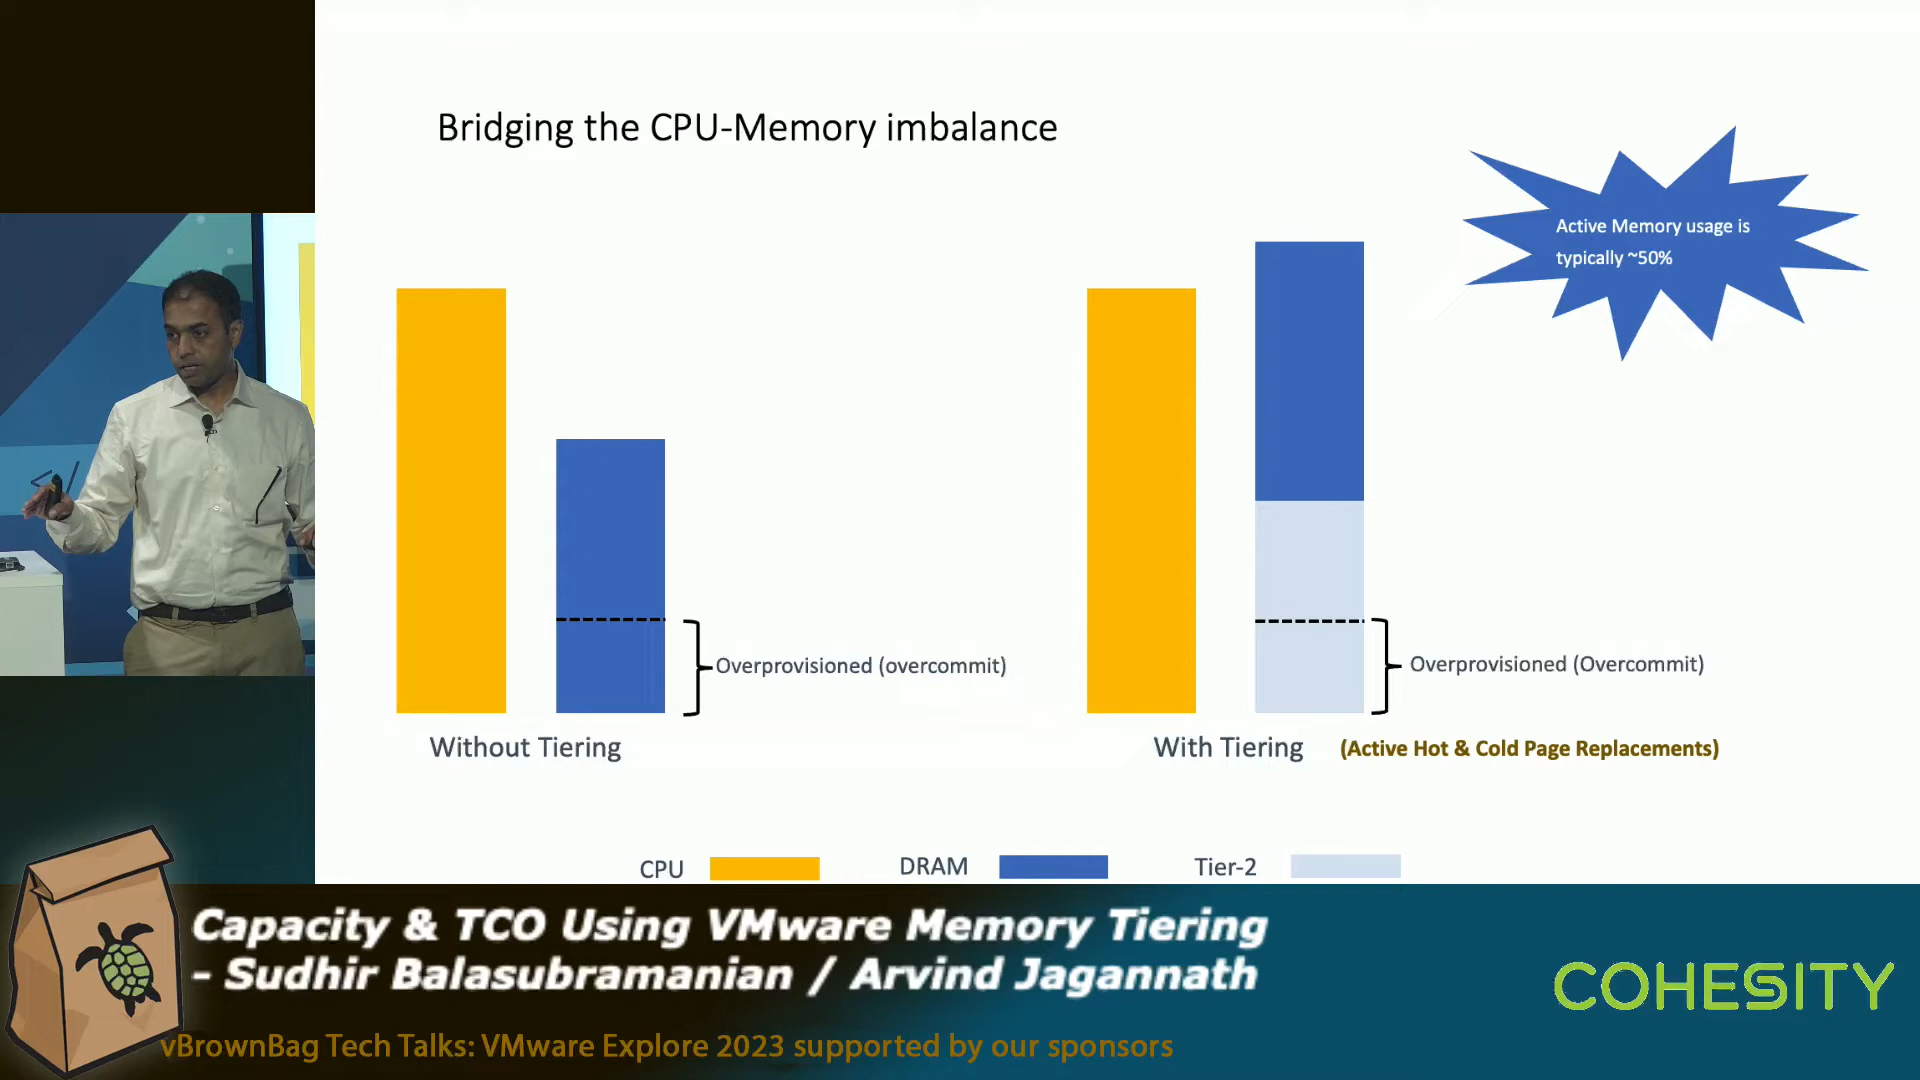 Bridging the CPU-Memory imbalance
Active Memory usage is
typically ~50%
Overprovisioned (overcommit)
Overprovisioned (Overcommit)
Without Tiering
With Tiering
(Active Hot & Cold Page Replacements)
CPU
DRAM
Tier-2
Capacity & TCO Using VMware Memory Tiering
- Sudhir Balasubramanian / Arvind Jagannath
COHESITY
vBrownBag Tech Talks: VMware Explore 2023 supported by our sponsors